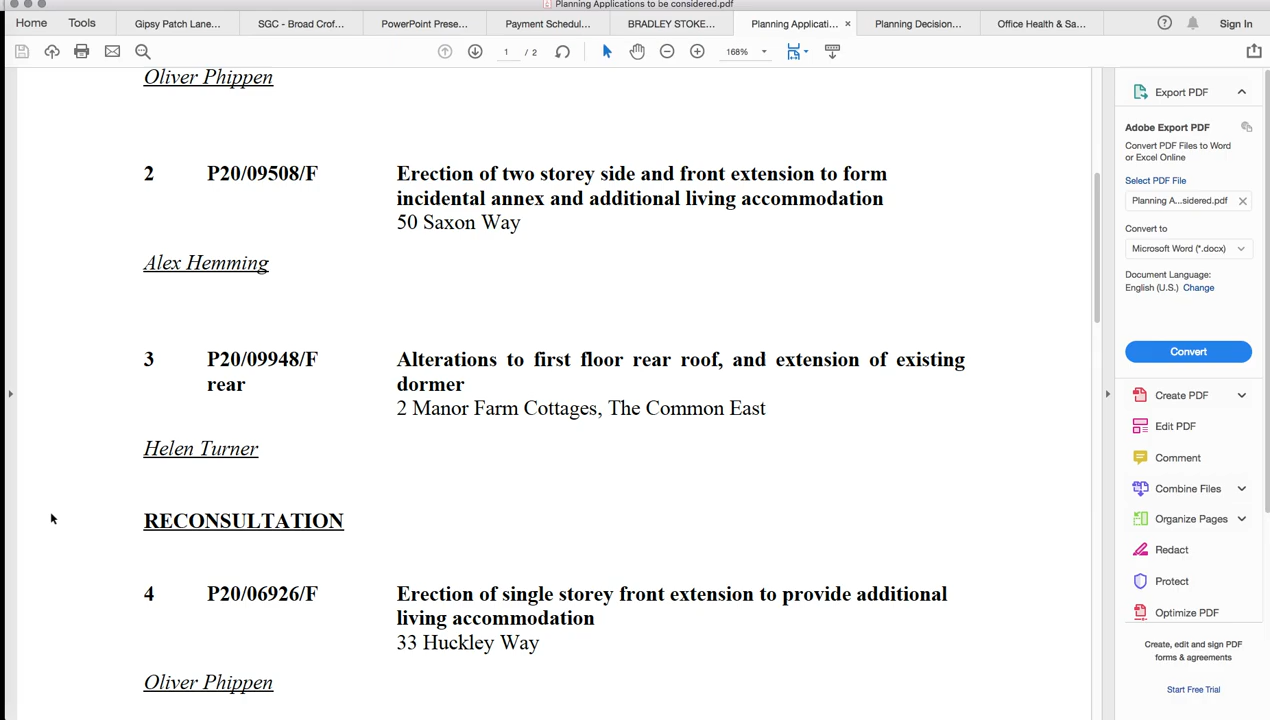 Planning Applications to be considered.pdf
Home Tools Gipsy Patch Lane... SGC - Broad Crof... PowerPoint Prese... Payment Schedul... BRADLEY STOKE... Planning Applicati... × Planning Decision... Office Health & Sa... Sign In
1 / 2 168%
Oliver Phippen
2 P20/09508/F Erection of two storey side and front extension to form
incidental annex and additional living accommodation
50 Saxon Way
Alex Hemming
3 P20/09948/F Alterations to first floor rear roof, and extension of existing
rear dormer
2 Manor Farm Cottages, The Common East
Helen Turner
RECONSULTATION
4 P20/06926/F Erection of single storey front extension to provide additional
living accommodation
33 Huckley Way
Oliver Phippen
Export PDF
Adobe Export PDF
Convert PDF Files to Word
or Excel Online
Select PDF File
Planning A...sidered.pdf
Convert to
Microsoft Word (*.docx)
Document Language:
English (U.S.) Change
Convert
Create PDF
Edit PDF
Comment
Combine Files
Organize Pages
Redact
Protect
Optimize PDF
Create, edit and sign PDF
forms & agreements
Start Free Trial